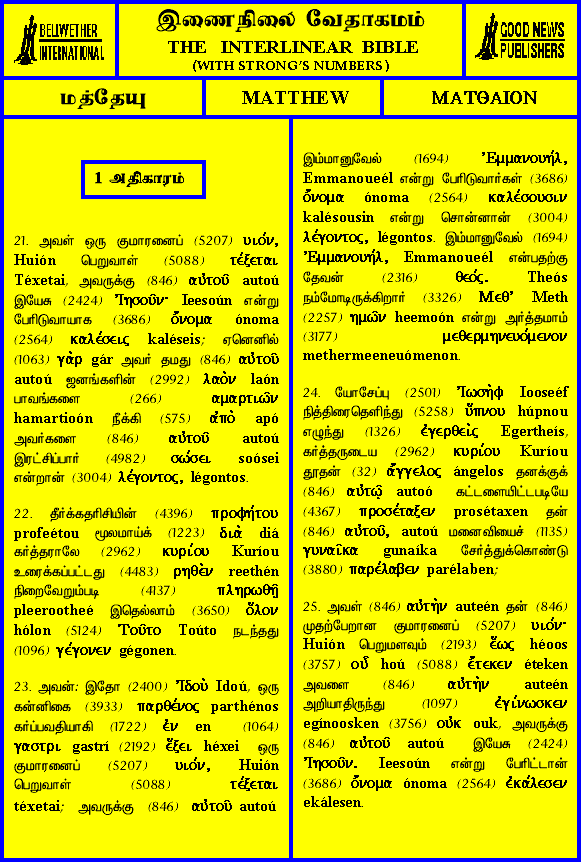 BELLWETHER
INTERNATIONAL
இணைநிலை வேதாகமம்
THE INTERLINEAR BIBLE
(WITH STRONG'S NUMBERS)
GOOD NEWS
PUBLISHERS
மத்தேயு
MATTHEW
ΜΑΤΘΑΙΟΝ
1 அதிகாரம்
21. அவள் ஒரு குமாரனைப் (5207) υιόν,
Huión பெறுவாள் (5088) τέξεται
Téxetai, அவருக்கு (846) αὐτοῦ autoú
இயேசு (2424) Ἰησοῦν· Ieesoún என்று
பேரிடுவாயாக (3686) ὄνομα ónoma
(2564) καλέσεις kaléseis; ஏனெனில்
(1063) γὰρ gár அவர் தமது (846) αὐτοῦ
autoú ஜனங்களின் (2992) λαὸν laón
பாவங்களை (266) αμαρτιών
hamartioón நீக்கி (575) ἀπὸ apó
அவர்களை (846) αὐτοῦ autoú
இரட்சிப்பார் (4982) σώσει soósei
என்றான் (3004) λέγοντος, légontos.
22. தீர்க்கதரிசியின் (4396) προφήτου
profeétou மூலமாய்க் (1223) διὰ diá
கர்த்தராலே (2962) κυρίου Kuríou
உரைக்கப்பட்டது (4483) ρηθὲν reethén
நிறைவேறும்படி (4137) πληρωθῇ
pleerootheé இதெல்லாம் (3650) ὅλον
hólon (5124) Τοῦτο Toúto நடந்தது
(1096) γέγονεν gégonen.
23. அவன்: இதோ (2400) Ἰδοὺ Idoú, ஒரு
கன்னிகை (3933) παρθένος parthénos
கர்ப்பவதியாகி (1722) ἐν en (1064)
γαστρι gastrí (2192) ἕξει héxei ஒரு
குமாரனைப் (5207) υιόν, Huión
பெறுவாள் (5088) τέξεται
téxetai; அவருக்கு (846) αὐτοῦ autoú
இம்மானுவேல் (1694) Ἐμμανουήλ,
Emmanoueél என்று பேரிடுவார்கள் (3686)
ὄνομα ónoma (2564) καλέσουσιν
kalésousin என்று சொன்னான் (3004)
λέγοντος, légontos. இம்மானுவேல் (1694)
Ἐμμανουήλ, Emmanoueél என்பதற்கு
தேவன் (2316) θεός. Theós
நம்மோடிருக்கிறார் (3326) Μεθ’ Meth
(2257) ημῶν heemoón என்று அர்த்தமாம்
(3177) μεθερμηνευόμενον
methermeeneuómenon.
24. யோசேப்பு (2501) Ἰωσὴφ Iooseéf
நித்திரைதெளிந்து (5258) ὕπνου húpnou
எழுந்து (1326) ἐγερθεὶς Egertheís,
கர்த்தருடைய (2962) κυρίου Kuríou
தூதன் (32) ἄγγελος ángelos தனக்குக்
(846) αὐτῷ autoó கட்டளையிட்டபடியே
(4367) προσέταξεν prosétaxen தன்
(846) αὐτοῦ, autoú மனைவியைச் (1135)
γυναῖκα gunaíka சேர்த்துக்கொண்டு
(3880) παρέλαβεν parélaben;
25. அவள் (846) αὐτὴν auteén தன் (846)
முதற்பேறான குமாரனைப் (5207) υιόν·
Huión பெறுமளவும் (2193) ἕως héoos
(3757) οὗ hoú (5088) ἔτεκεν éteken
அவளை (846) αὐτὴν auteén
அறியாதிருந்து (1097) ἐγίνωσκεν
egínoosken (3756) οὐκ ouk, அவருக்கு
(846) αὐτοῦ autoú இயேசு (2424)
Ἰησοῦν. Ieesoún என்று பேரிட்டான்
(3686) ὄνομα ónoma (2564) ἐκάλεσεν
ekálesen.